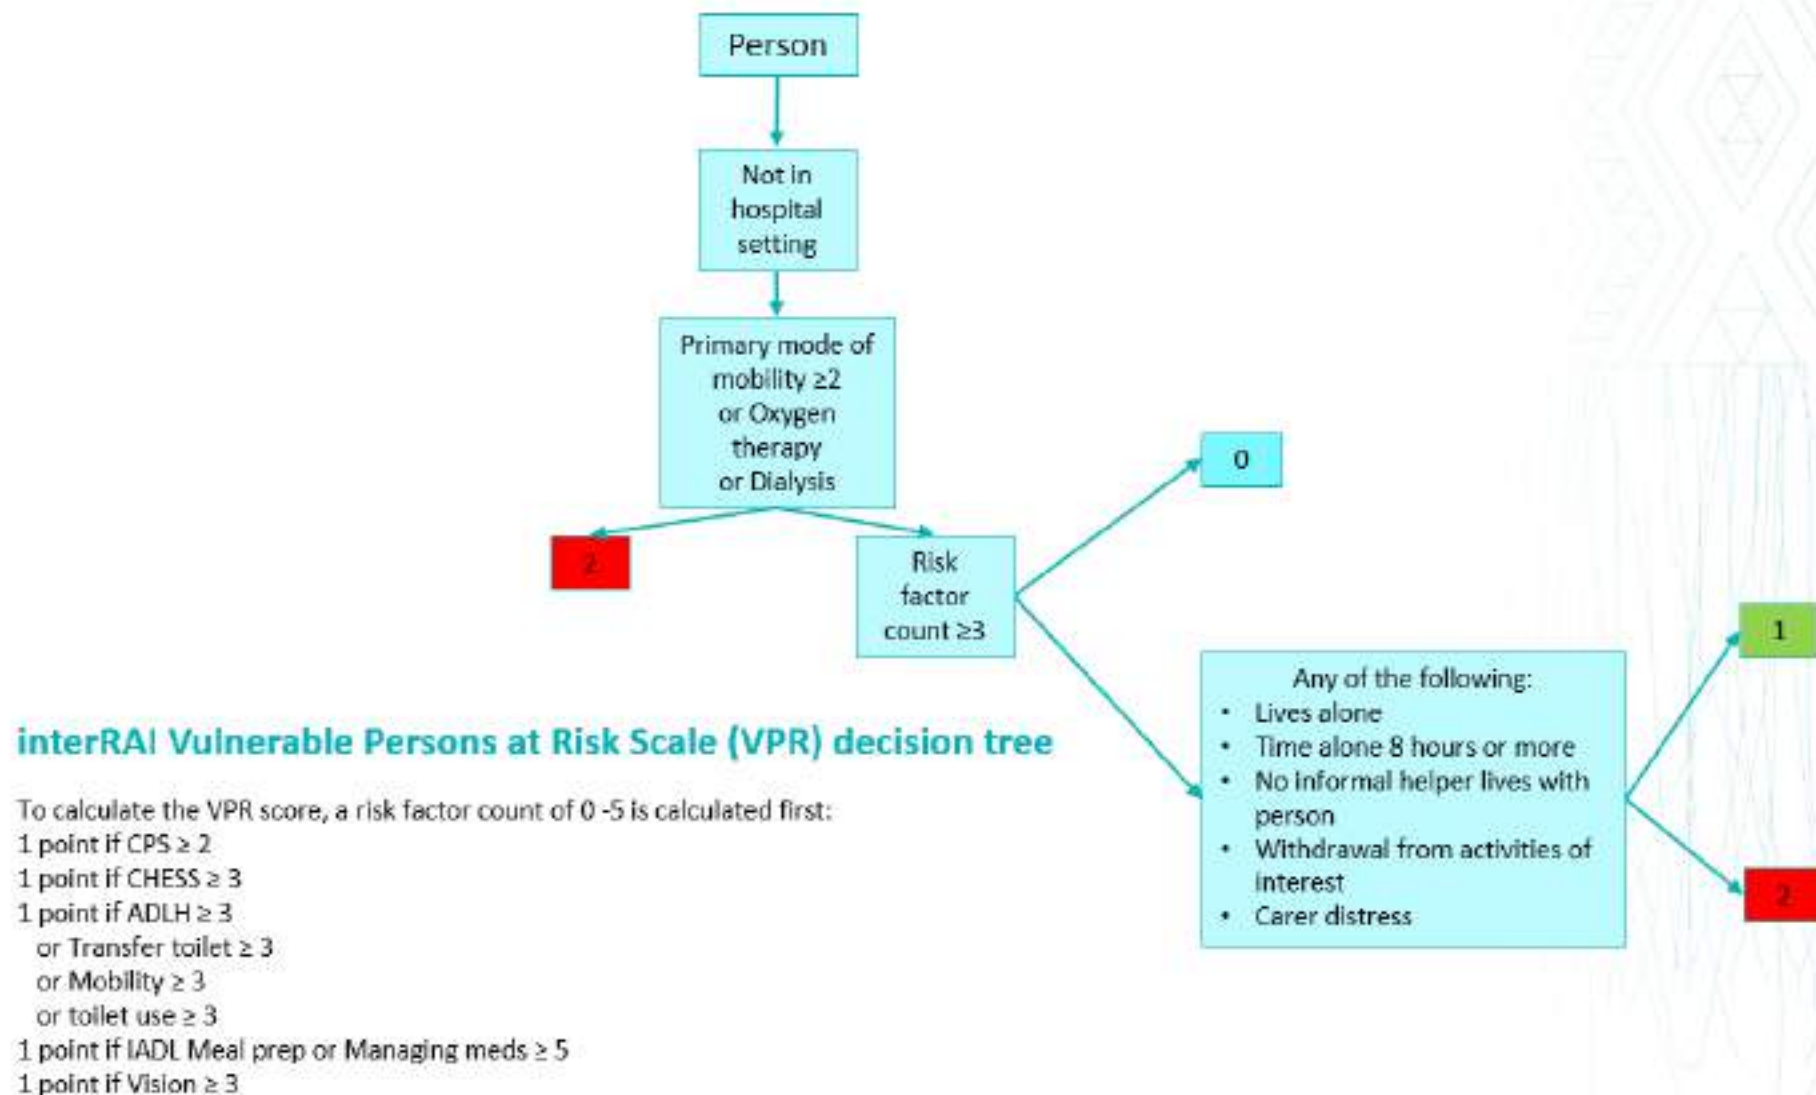 Person
Not in
hospital
setting
Primary mode of
mobility ≥2
or Oxygen
therapy
or Dialysis
0
2
Risk
factor
count ≥3
1
Any of the following:
• Lives alone
• Time alone 8 hours or more
• No informal helper lives with
person
• Withdrawal from activities of
interest
• Carer distress
2
interRAI Vulnerable Persons at Risk Scale (VPR) decision tree
To calculate the VPR score, a risk factor count of 0 -5 is calculated first:
1 point if CPS ≥ 2
1 point if CHESS ≥ 3
1 point if ADLH ≥ 3
or Transfer toilet ≥ 3
or Mobility ≥ 3
or toilet use ≥ 3
1 point if IADL Meal prep or Managing meds ≥ 5
1 point if Vision ≥ 3